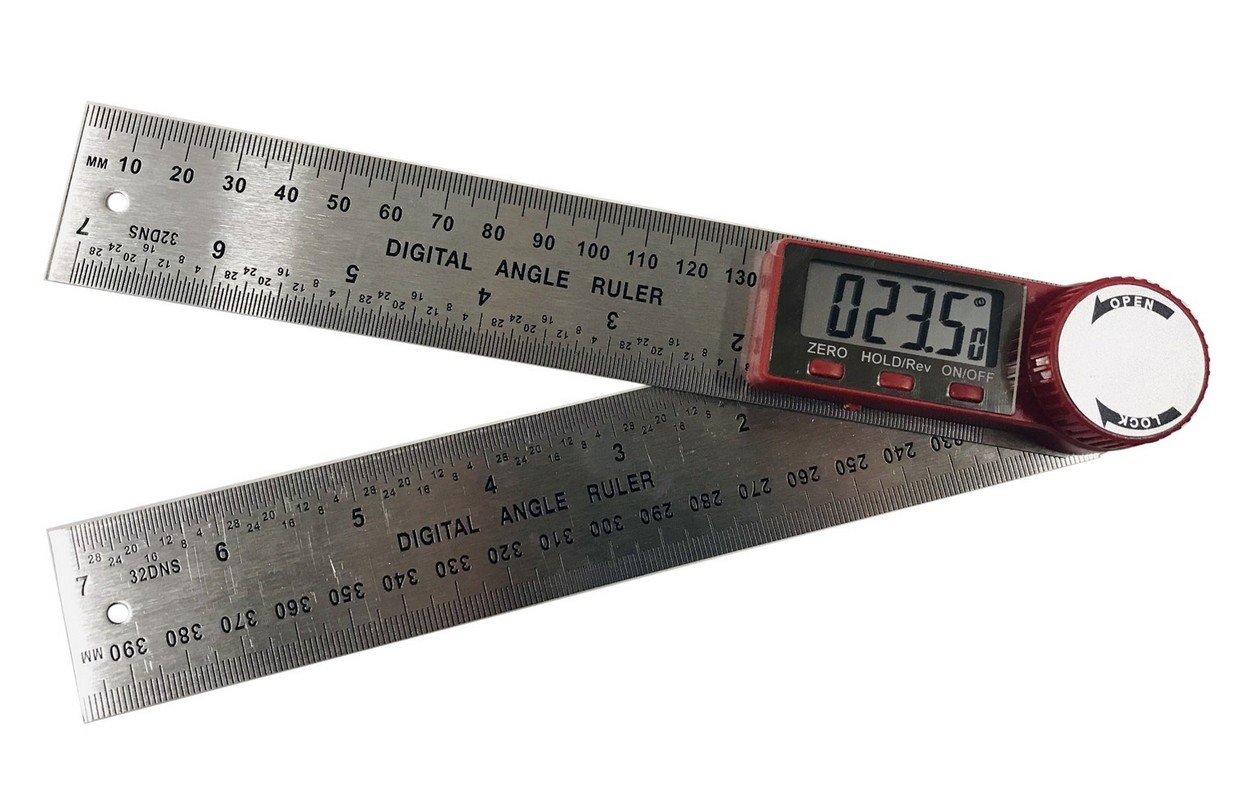 MM 10 20 30 40 50 60 70 80 90 100 110 120 130
DIGITAL ANGLE RULER
7 6 5 4 3 2
32DNS
023.50°
ZERO HOLD/Rev ON/OFF
OPEN
LOCK
2 3 4 5 6 7
DIGITAL ANGLE RULER
32DNS
MM 390 380 370 360 350 340 330 320 310 300 290 280 270 260 250 240 230